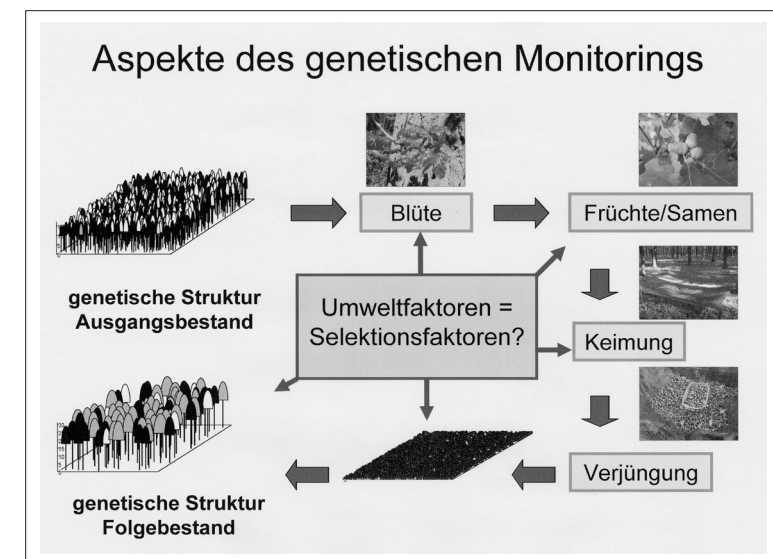 Aspekte des genetischen Monitorings
Blüte
Früchte/Samen
genetische Struktur
Ausgangsbestand
Umweltfaktoren =
Selektionsfaktoren?
Keimung
Verjüngung
genetische Struktur
Folgebestand